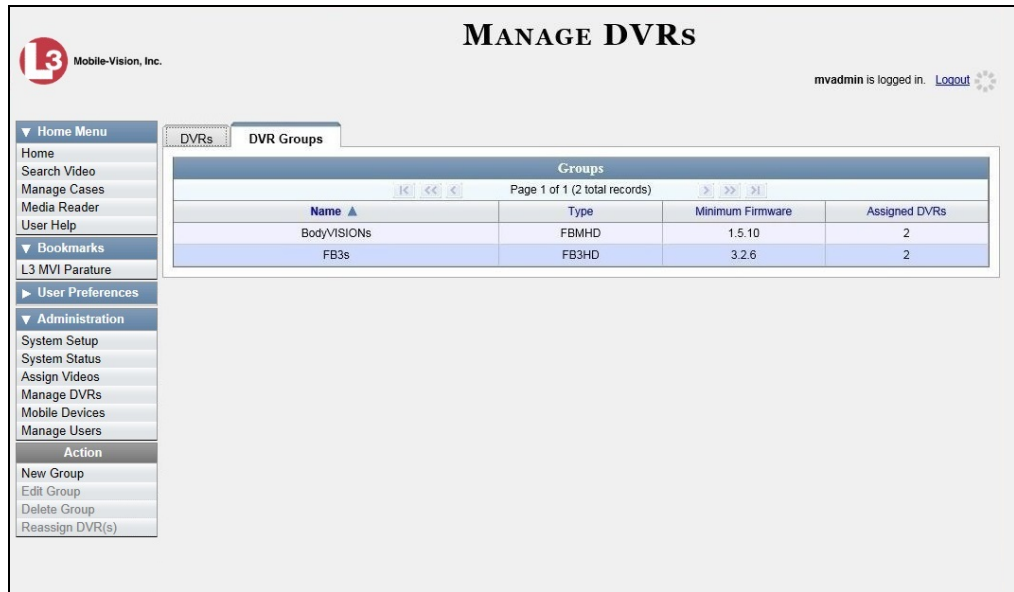 MANAGE DVRS
L3 Mobile-Vision, Inc.
mvadmin is logged in. Logout
▼ Home Menu
Home
Search Video
Manage Cases
Media Reader
User Help
▼ Bookmarks
L3 MVI Parature
▶ User Preferences
▼ Administration
System Setup
System Status
Assign Videos
Manage DVRs
Mobile Devices
Manage Users
Action
New Group
Edit Group
Delete Group
Reassign DVR(s)
DVRs DVR Groups
Groups
Page 1 of 1 (2 total records)
Name ▲ Type Minimum Firmware Assigned DVRs
BodyVISIONs FBMHD 1.5.10 2
FB3s FB3HD 3.2.6 2